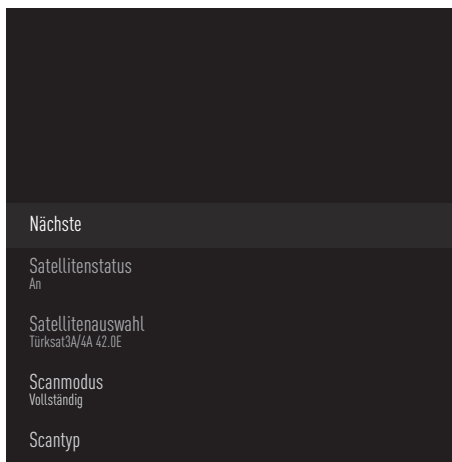 Nächste
Satellitenstatus
An
Satellitenauswahl
Türksat3A/4A 42.0E
Scanmodus
Vollständig
Scantyp